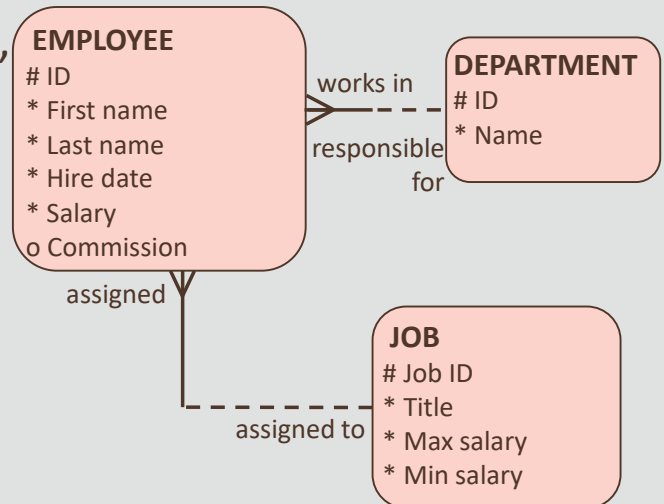 ,
EMPLOYEE
# ID
* First name
* Last name
* Hire date
* Salary
o Commission
works in
responsible
for
DEPARTMENT
# ID
* Name
assigned
assigned to
JOB
# Job ID
* Title
* Max salary
* Min salary